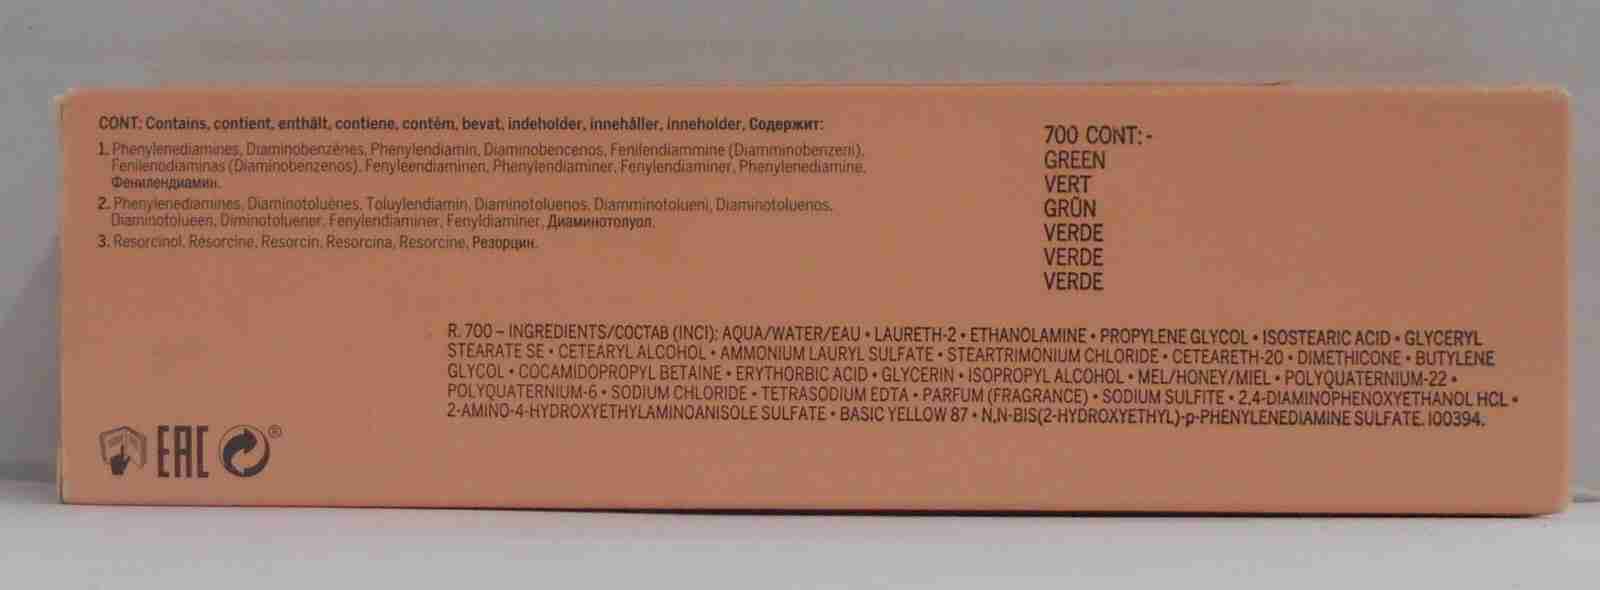 CONT: Contains, contient, enthält, contiene, contém, bevat, indeholder, innehåller, inneholder, Содержит:
1. Phenylenediamines, Diaminobenzènes, Phenylendiamin, Diaminobencenos, Fenilendiammine (Diamminobenzeni),
Fenilenodiaminas (Diaminobenzenos), Fenyleendiaminen, Phenylendiaminer, Fenylendiaminer, Phenylenediamine,
Фенилендиамин.
2. Phenylenediamines, Diaminotoluènes, Toluylendiamin, Diaminotoluenos, Diamminotolueni, Diaminotoluenos,
Diaminotolueen, Diminotoluener, Fenylendiaminer, Fenyldiaminer, Диаминотолуол.
3. Resorcinol, Résorcine, Resorcin, Resorcina, Resorcine, Резорцин.
700 CONT: -
GREEN
VERT
GRÜN
VERDE
VERDE
VERDE
R. 700 – INGREDIENTS/COCTAB (INCI): AQUA/WATER/EAU • LAURETH-2 • ETHANOLAMINE • PROPYLENE GLYCOL • ISOSTEARIC ACID • GLYCERYL
STEARATE SE • CETEARYL ALCOHOL • AMMONIUM LAURYL SULFATE • STEARTRIMONIUM CHLORIDE • CETEARETH-20 • DIMETHICONE • BUTYLENE
GLYCOL • COCAMIDOPROPYL BETAINE • ERYTHORBIC ACID • GLYCERIN • ISOPROPYL ALCOHOL • MEL/HONEY/MIEL • POLYQUATERNIUM-22 •
POLYQUATERNIUM-6 • SODIUM CHLORIDE • TETRASODIUM EDTA • PARFUM (FRAGRANCE) • SODIUM SULFITE • 2,4-DIAMINOPHENOXYETHANOL HCL •
2-AMINO-4-HYDROXYETHYLAMINOANISOLE SULFATE • BASIC YELLOW 87 • N,N-BIS(2-HYDROXYETHYL)-p-PHENYLENEDIAMINE SULFATE. I00394.
EAC ®